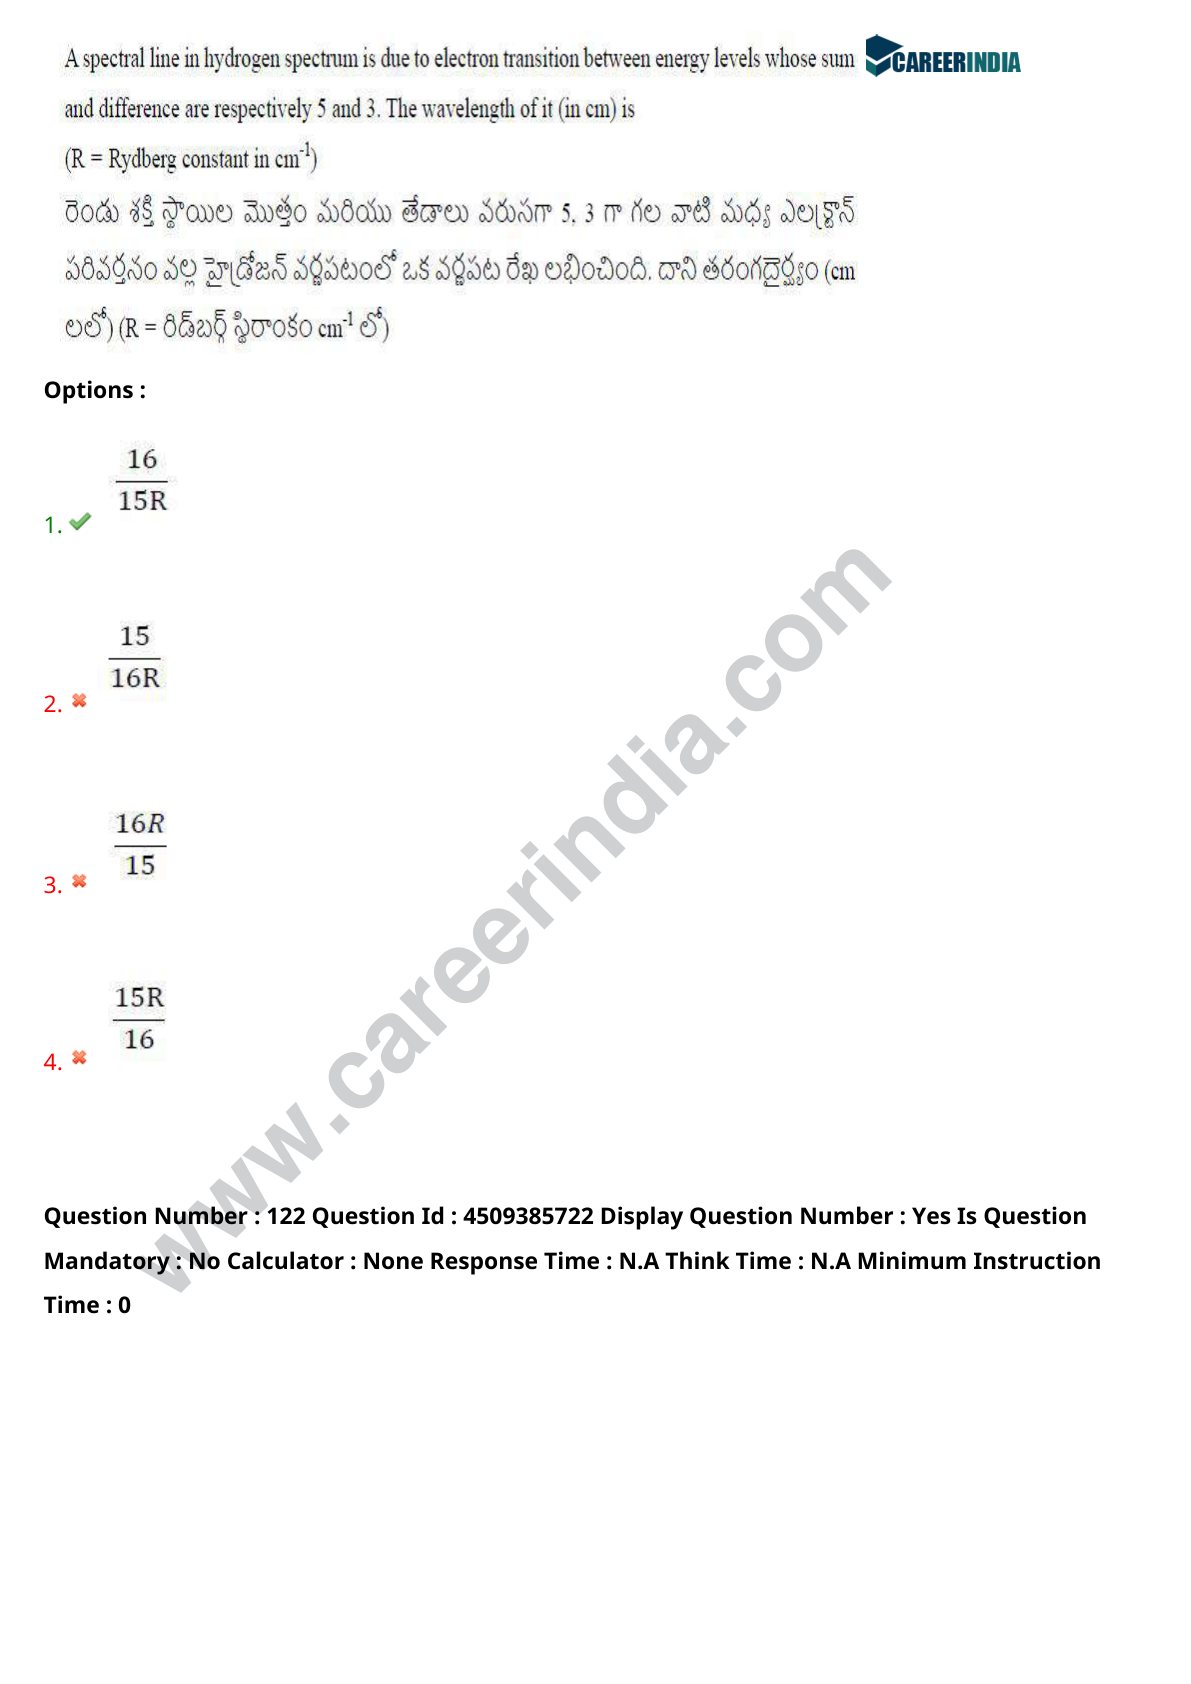 A spectral line in hydrogen spectrum is due to electron transition between energy levels whose sum
CAREERINDIA
and difference are respectively 5 and 3. The wavelength of it (in cm) is
(R = Rydberg constant in cm⁻¹)
రెండు శక్తి స్థాయిల మొత్తం మరియు తేడాలు వరుసగా 5, 3 గా గల వాటి మధ్య ఎలక్ట్రాన్
పరివర్తనం వల్ల హైడ్రోజన్ వర్ణపటంలో ఒక వర్ణపట రేఖ లభించింది. దాని తరంగదైర్ఘ్యం (cm
లలో) (R = రిడ్‌బర్గ్ స్థిరాంకం cm⁻¹ లో)
Options :
16
15R
1.
15
16R
2.
16R
15
3.
15R
16
4.
www.careerindia.com
Question Number : 122 Question Id : 4509385722 Display Question Number : Yes Is Question
Mandatory : No Calculator : None Response Time : N.A Think Time : N.A Minimum Instruction
Time : 0